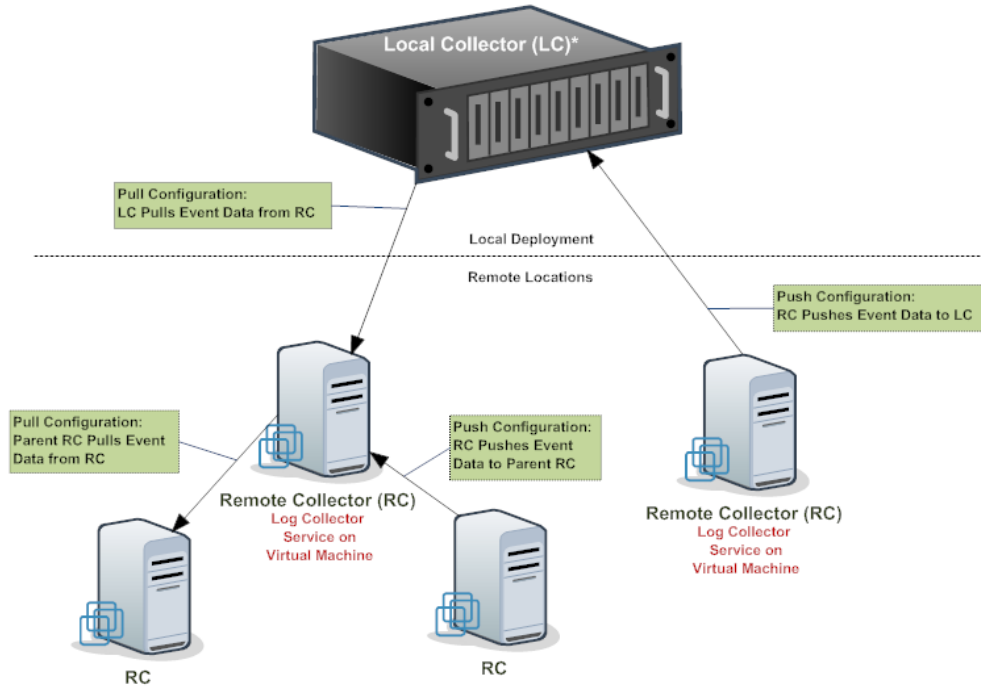 Local Collector (LC)*
Pull Configuration:
LC Pulls Event Data from RC
Local Deployment
Remote Locations
Push Configuration:
RC Pushes Event Data to LC
Pull Configuration:
Parent RC Pulls Event
Data from RC
Push Configuration:
RC Pushes Event
Data to Parent RC
Remote Collector (RC)
Log Collector
Service on
Virtual Machine
Remote Collector (RC)
Log Collector
Service on
Virtual Machine
RC
RC